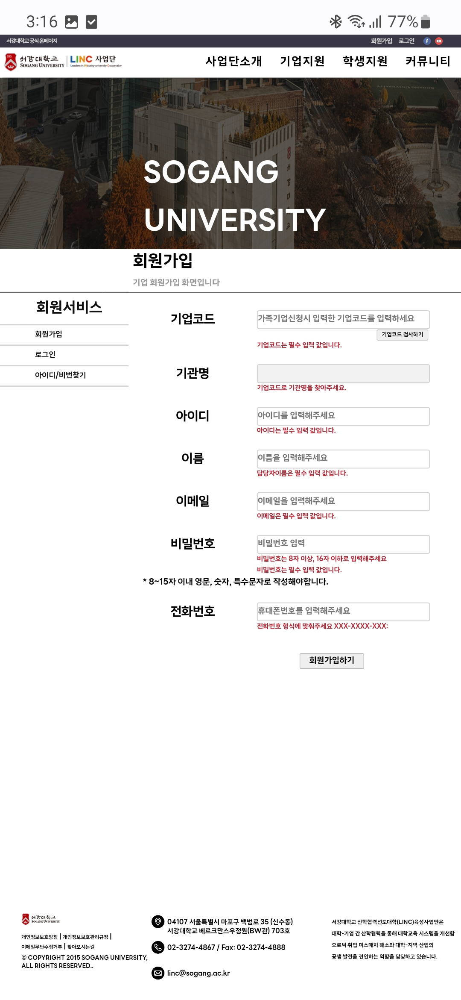 3:16
77%
서강대학교 공식 홈페이지
회원가입 로그인
서강대학교
SOGANG UNIVERSITY
LINC 사업단
Leaders in INdustry-university Cooperation
사업단소개 기업지원 학생지원 커뮤니티
SOGANG
UNIVERSITY
회원가입
기업 회원가입 화면입니다
회원서비스
회원가입
로그인
아이디/비번찾기
기업코드
가족기업신청시 입력한 기업코드를 입력하세요
기업코드 검사하기
기업코드는 필수 입력 값입니다.
기관명
기업코드로 기관명을 찾아주세요.
아이디
아이디를 입력해주세요
아이디는 필수 입력 값입니다.
이름
이름을 입력해주세요
담당자이름은 필수 입력 값입니다.
이메일
이메일을 입력해주세요
이메일은 필수 입력 값입니다.
비밀번호
비밀번호 입력
비밀번호는 8자 이상, 16자 이하로 입력해주세요
비밀번호는 필수 입력 값입니다.
* 8~15자 이내 영문, 숫자, 특수문자로 작성해야합니다.
전화번호
휴대폰번호를 입력해주세요
전화번호 형식에 맞춰주세요 XXX-XXXX-XXX:
회원가입하기
서강대학교
SOGANG UNIVERSITY
개인정보보호방침 | 개인정보보호관리규정 |
이메일무단수집거부 | 찾아오시는길
© COPYRIGHT 2015 SOGANG UNIVERSITY,
ALL RIGHTS RESERVED..
04107 서울특별시 마포구 백범로 35 (신수동)
서강대학교 베르크만스우정원(BW관) 703호
02-3274-4867 / Fax: 02-3274-4888
linc@sogang.ac.kr
서강대학교 산학협력선도대학(LINC)육성사업단은
대학-기업 간 산학협력을 통해 대학교육 시스템을 개선함
으로써 취업 미스매치 해소와 대학-지역 산업의
공생 발전을 견인하는 역할을 담당하고 있습니다.